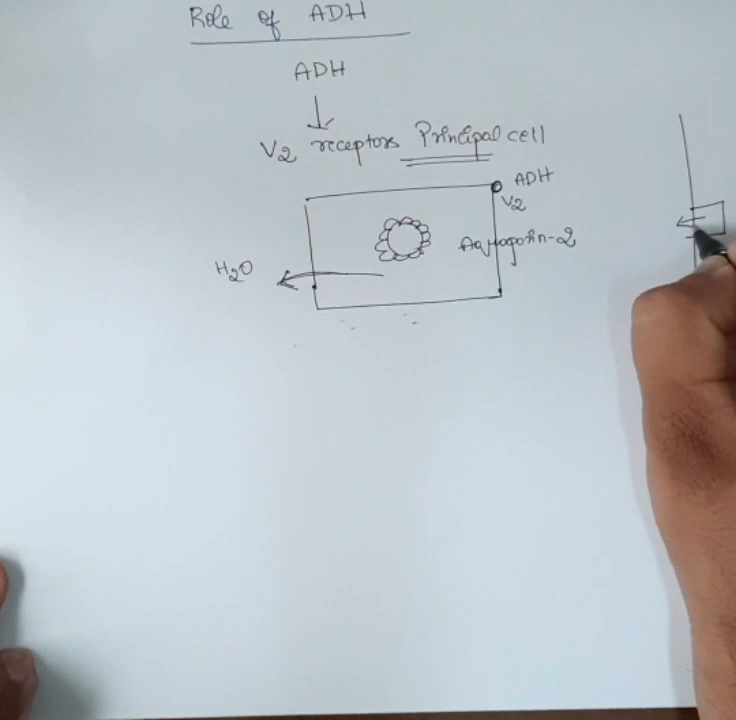 Role of ADH
ADH
V2 receptors Principal cell
ADH
V2
Aquaporin-2
H2O